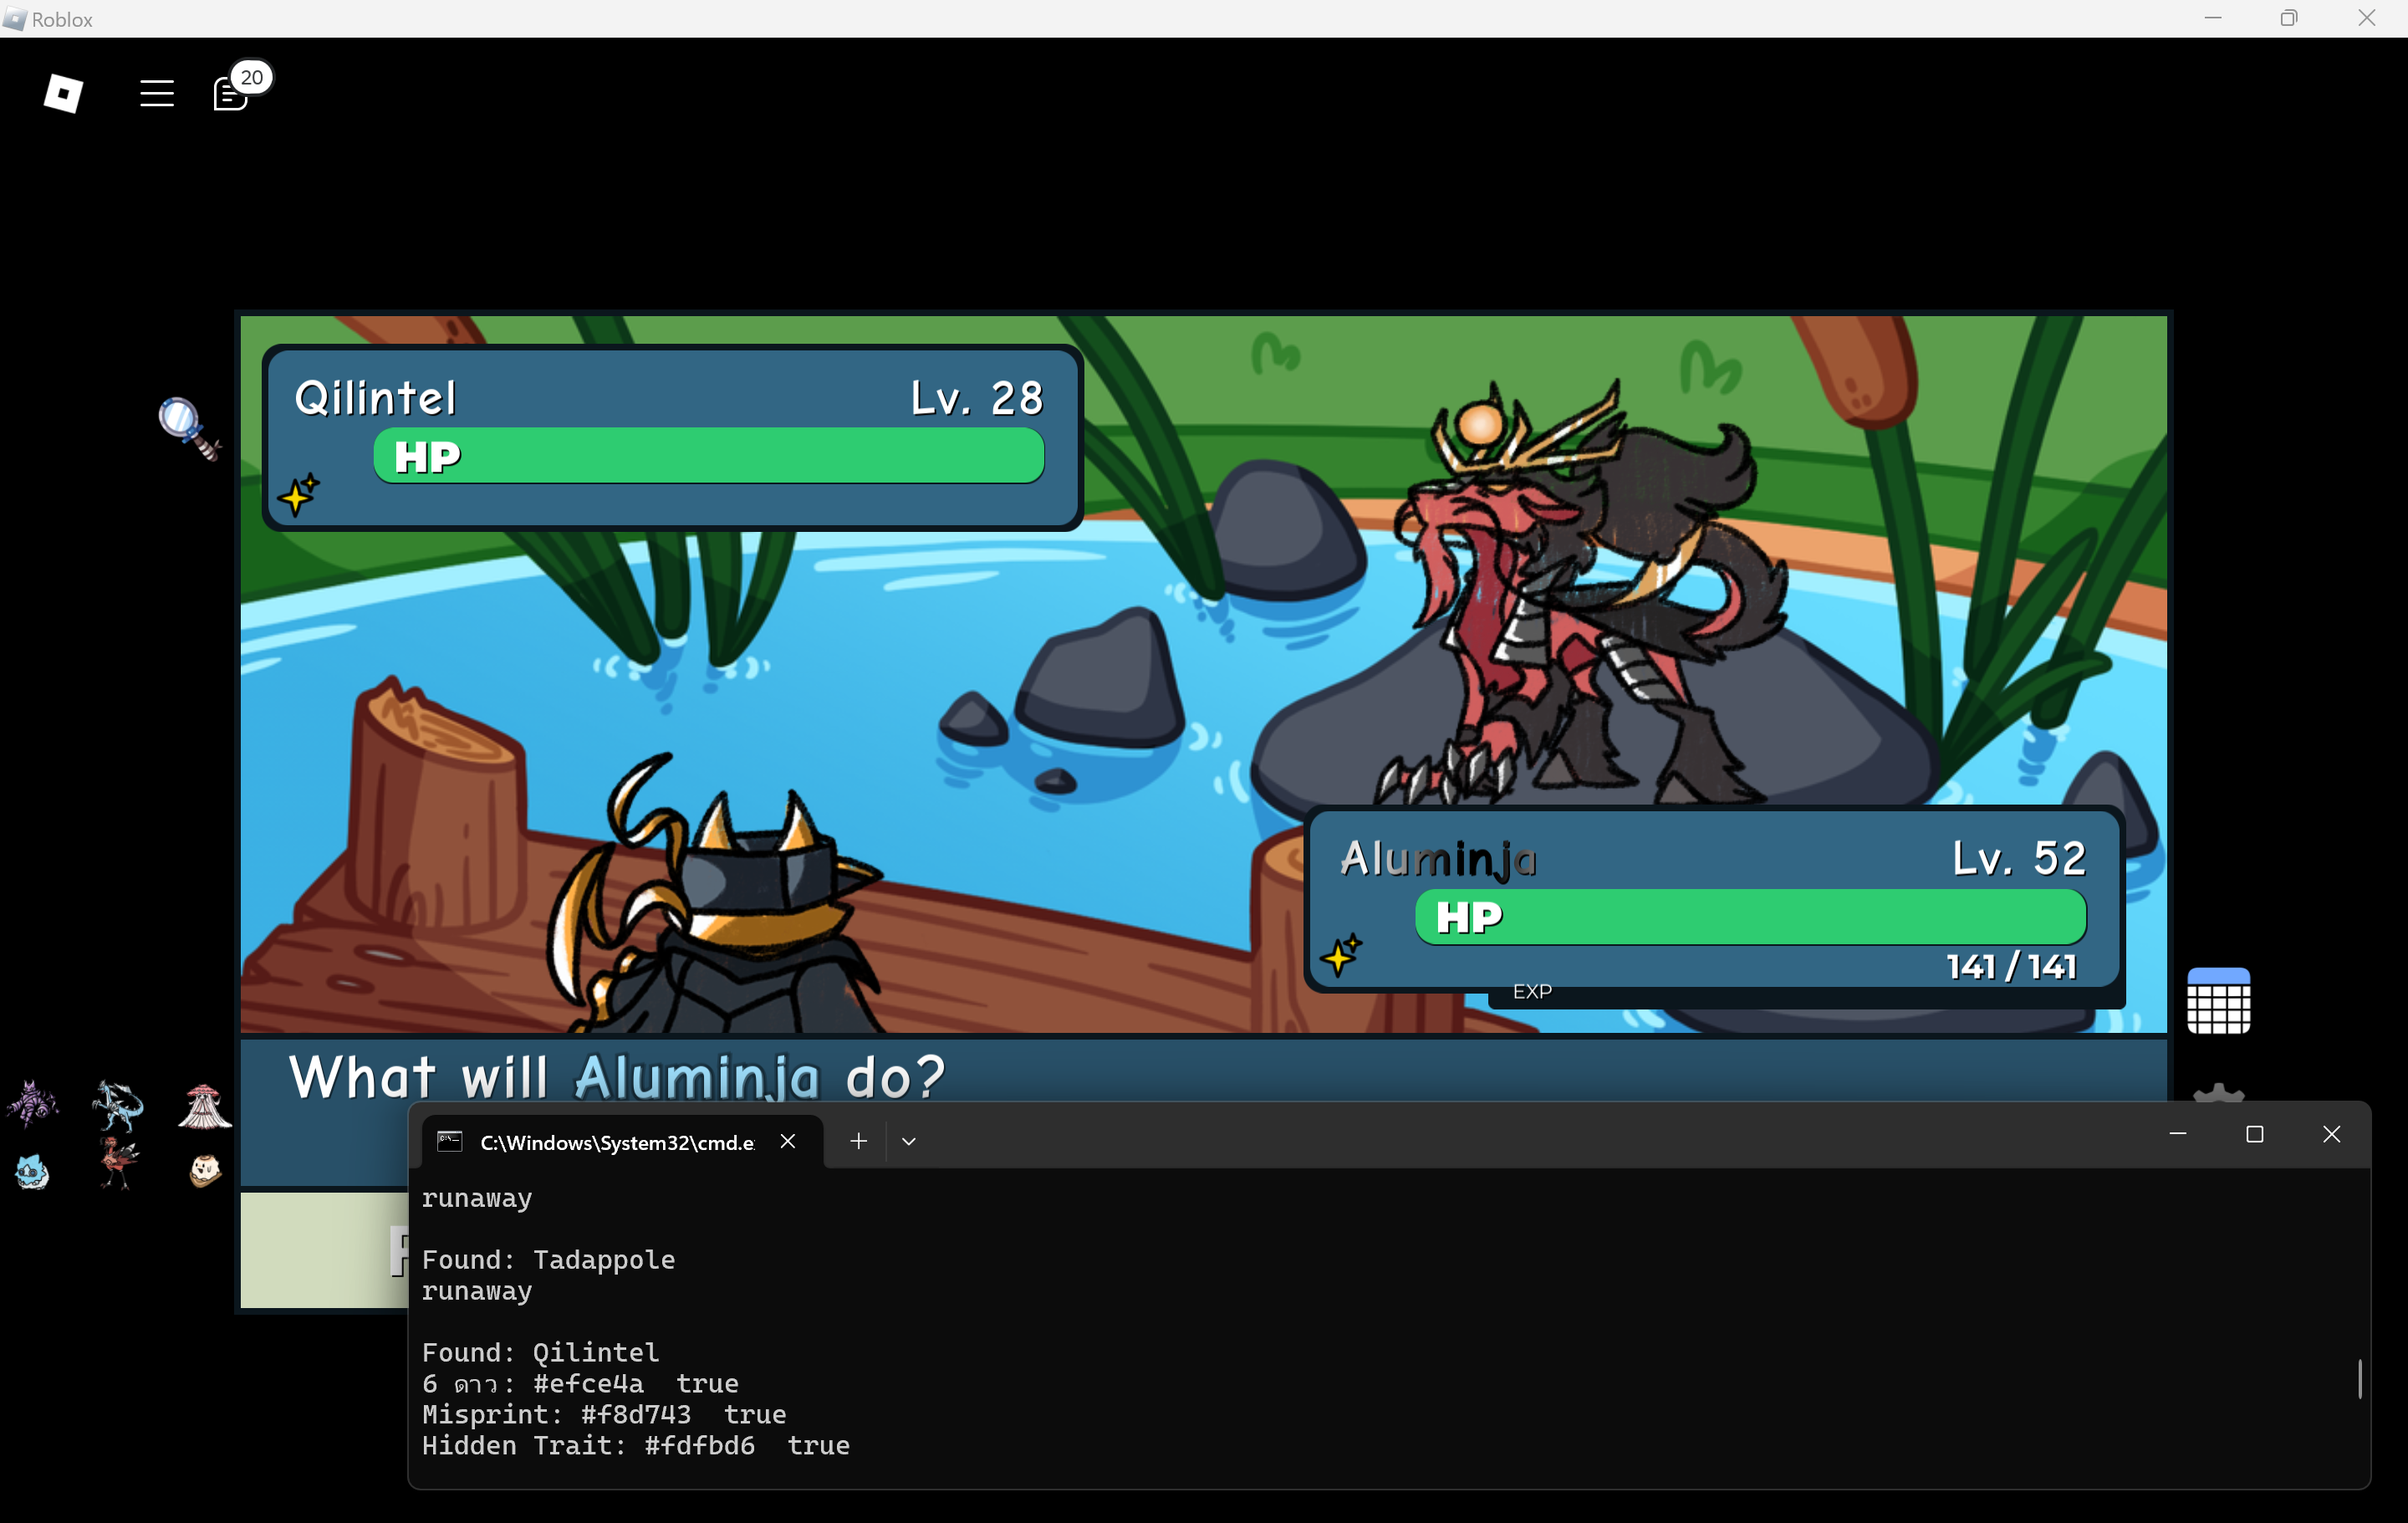 Roblox
20
Qilintel
Lv. 28
HP
Aluminja
Lv. 52
HP
141 / 141
EXP
What will Aluminja do?
C:\Windows\System32\cmd.e
runaway
Found: Tadappole
runaway
Found: Qilintel
6 ดาว: #efce4a true
Misprint: #f8d743 true
Hidden Trait: #fdfbd6 true